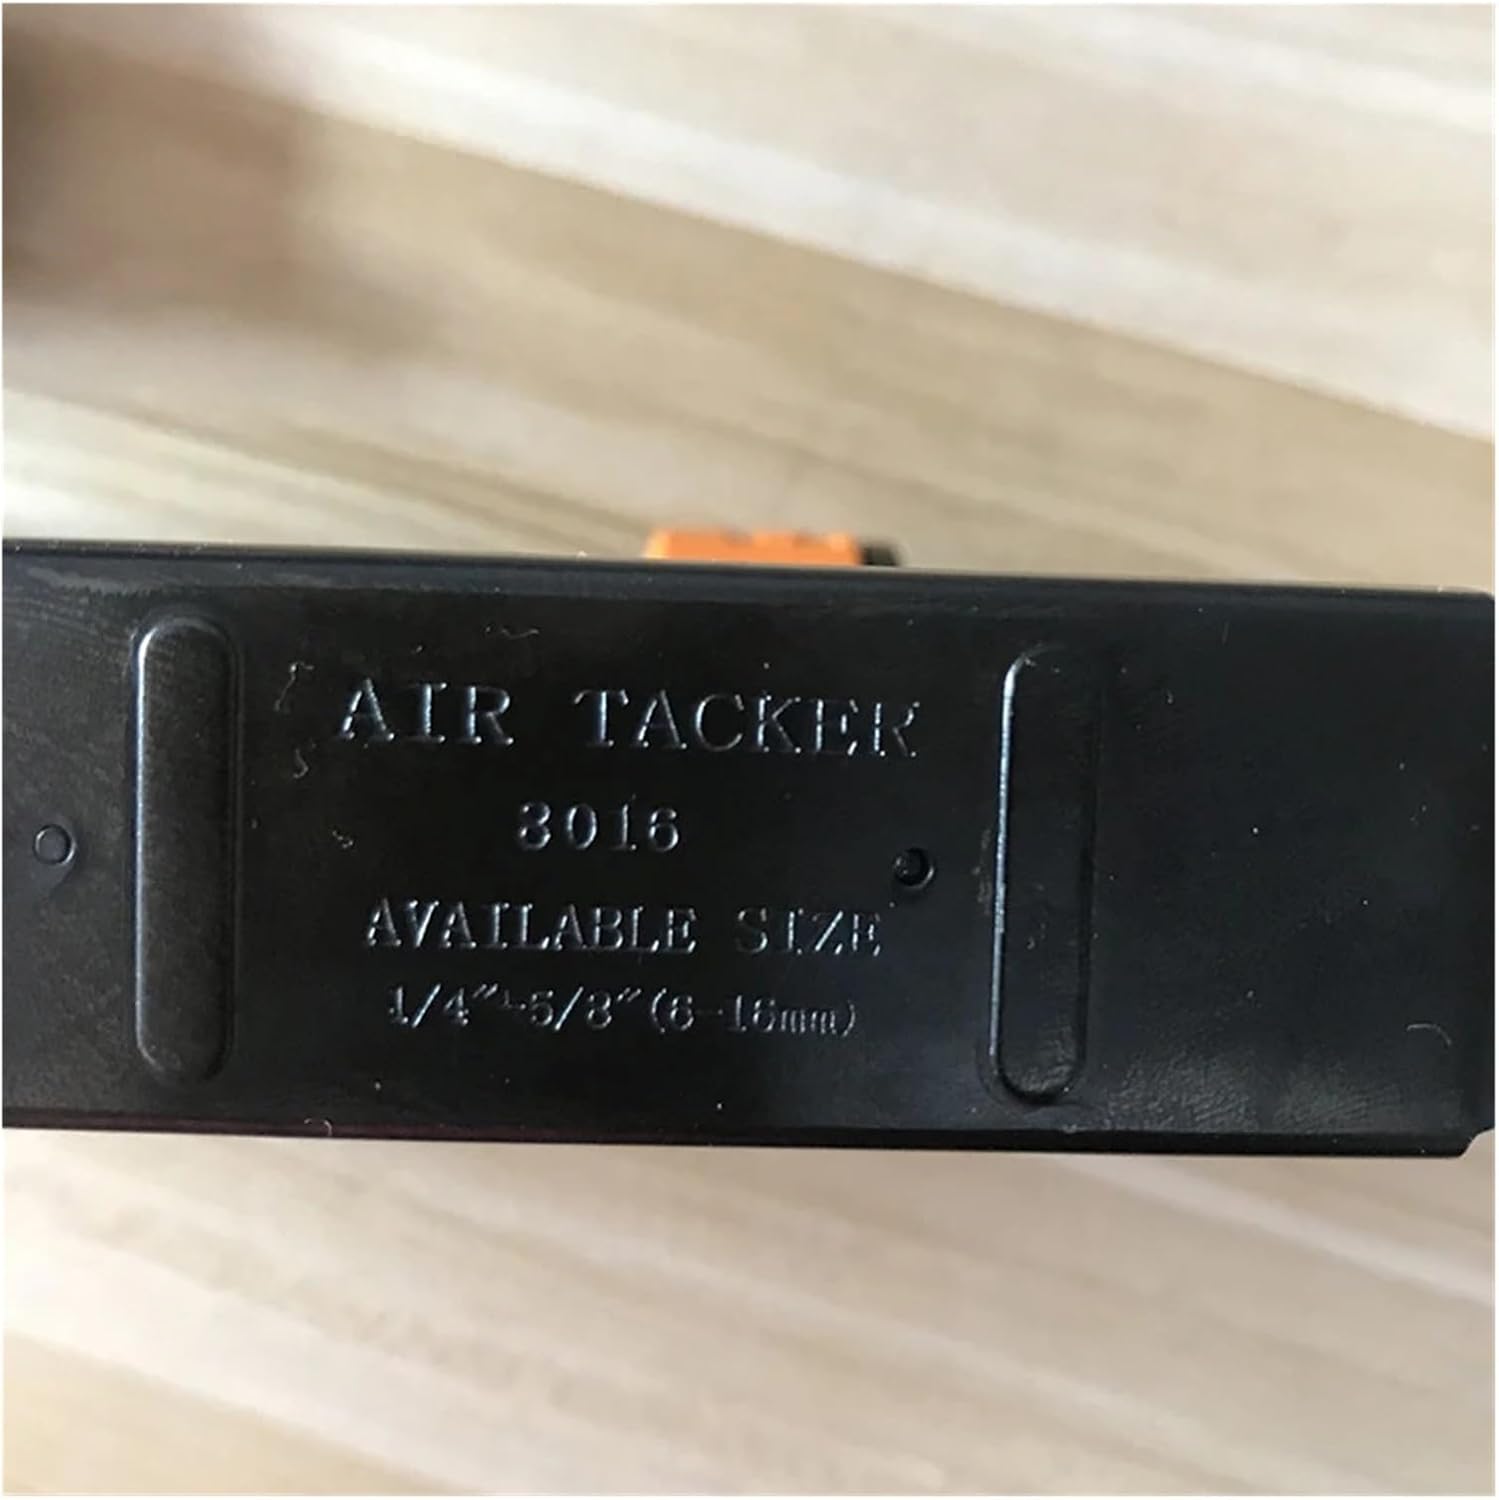 AIR TACKER
8016
AVAILABLE SIZE
1/4"-5/8"(6-16mm)